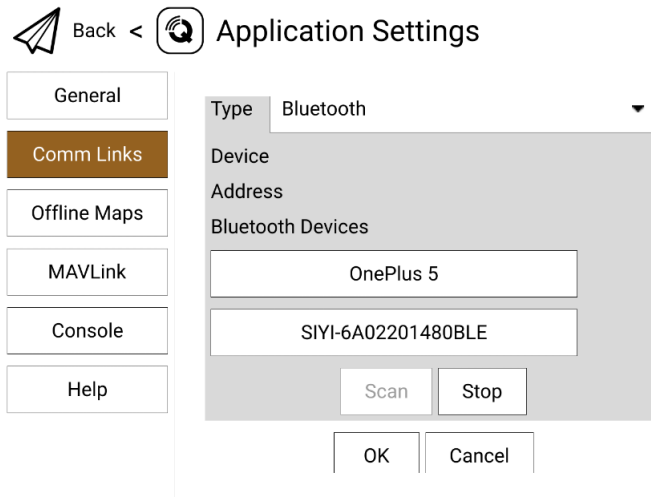 Back < Application Settings
General
Comm Links
Offline Maps
MAVLink
Console
Help
Type Bluetooth
Device
Address
Bluetooth Devices
OnePlus 5
SIYI-6A02201480BLE
Scan Stop
OK Cancel